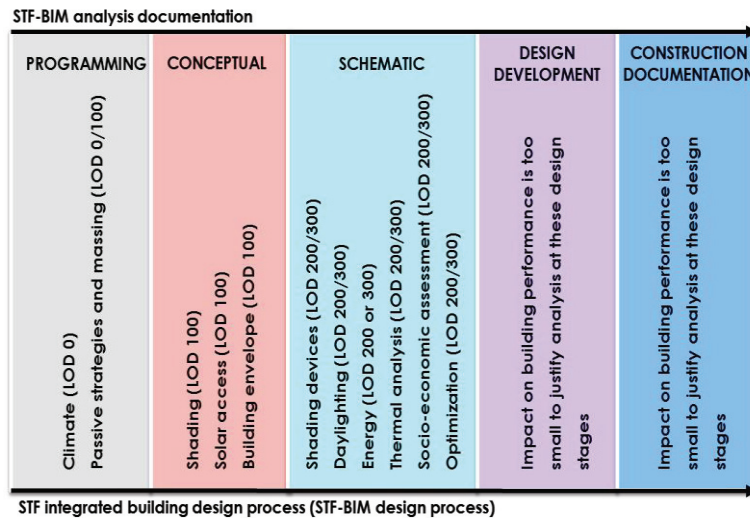 STF-BIM analysis documentation
PROGRAMMING
Climate (LOD 0)
Passive strategies and massing (LOD 0/100)
CONCEPTUAL
Shading (LOD 100)
Solar access (LOD 100)
Building envelope (LOD 100)
SCHEMATIC
Shading devices (LOD 200/300)
Daylighting (LOD 200/300)
Energy (LOD 200 or 300)
Thermal analysis (LOD 200/300)
Socio-economic assessment (LOD 200/300)
Optimization (LOD 200/300)
DESIGN
DEVELOPMENT
Impact on building performance is too
small to justify analysis at these design
stages
CONSTRUCTION
DOCUMENTATION
Impact on building performance is too
small to justify analysis at these design
stages
STF integrated building design process (STF-BIM design process)